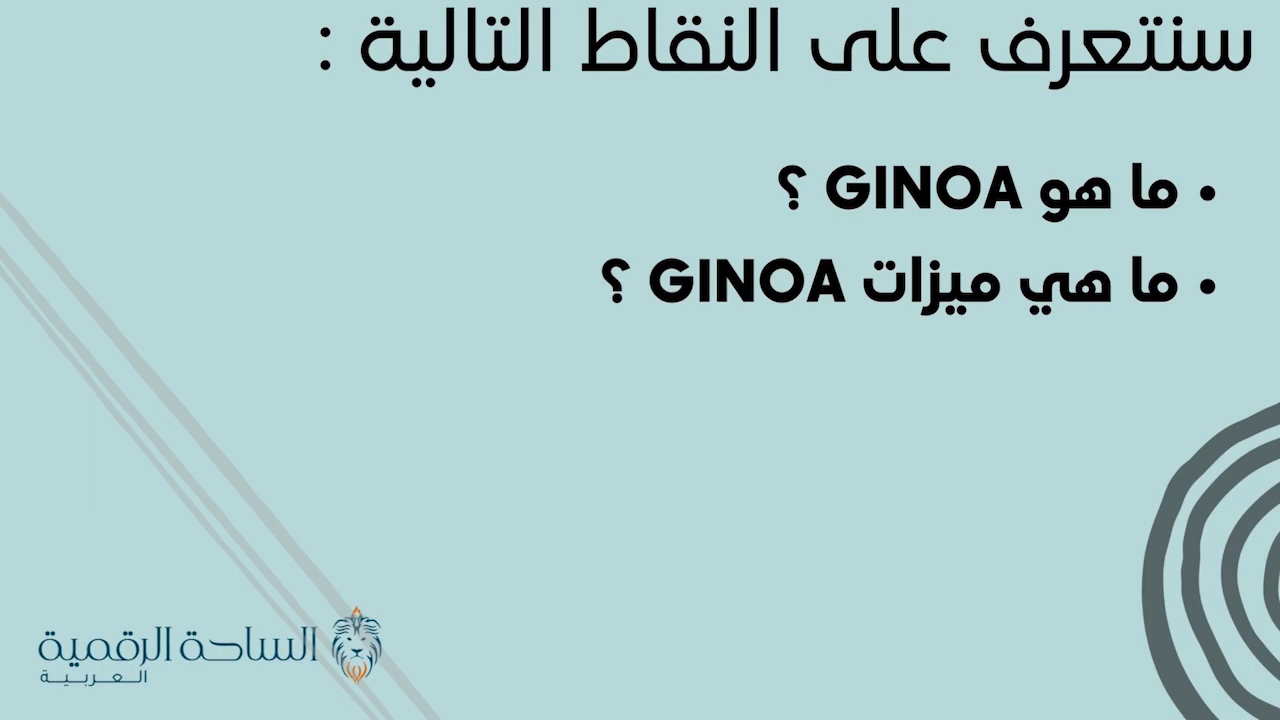 سنتعرف على النقاط التالية :
• ما هو GINOA ؟
• ما هي ميزات GINOA ؟
الساحة الرقمية
العربية